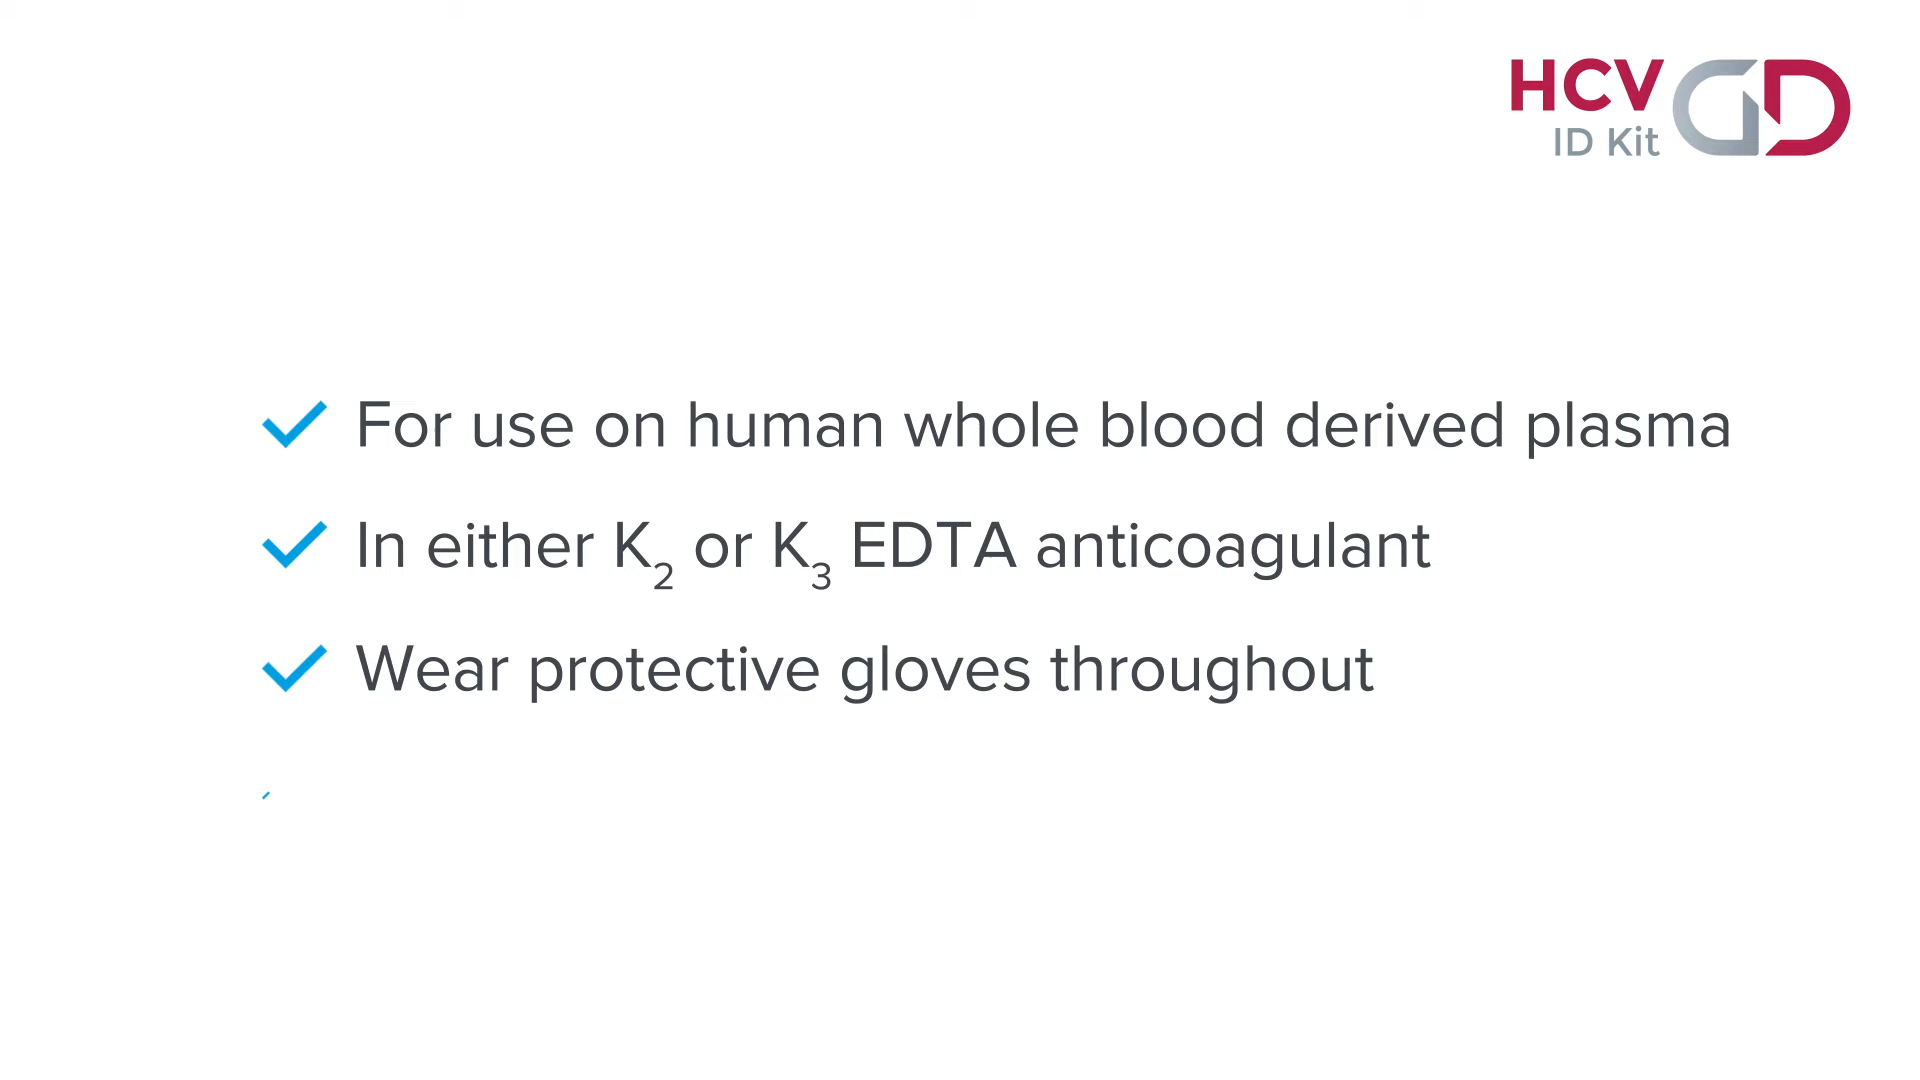 HCV
ID Kit
GD
For use on human whole blood derived plasma
In either K₂ or K₃ EDTA anticoagulant
Wear protective gloves throughout